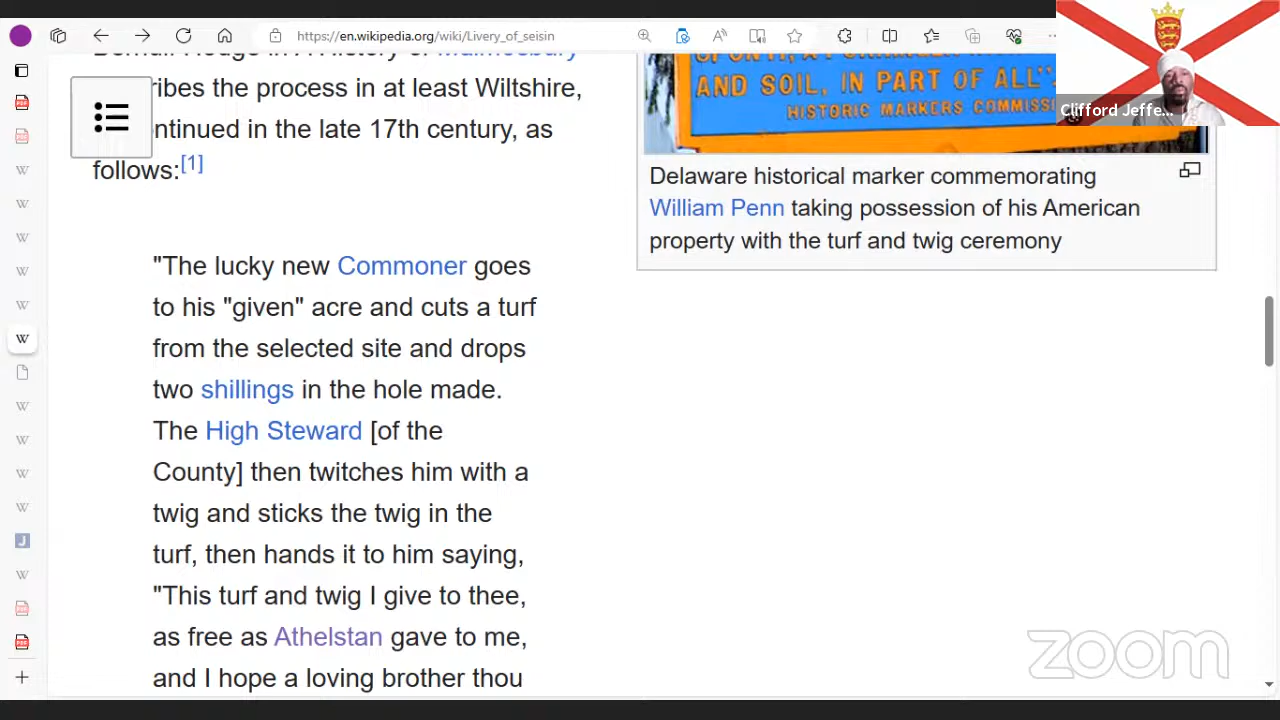 https://en.wikipedia.org/wiki/Livery_of_seisin
ribes the process in at least Wiltshire,
ntinued in the late 17th century, as
follows:[1]
"The lucky new Commoner goes
to his "given" acre and cuts a turf
from the selected site and drops
two shillings in the hole made.
The High Steward [of the
County] then twitches him with a
twig and sticks the twig in the
turf, then hands it to him saying,
"This turf and twig I give to thee,
as free as Athelstan gave to me,
and I hope a loving brother thou
AND SOIL, IN PART OF ALL"
HISTORIC MARKERS COMMISS
Delaware historical marker commemorating
William Penn taking possession of his American
property with the turf and twig ceremony
Clifford Jeffe...
zoom